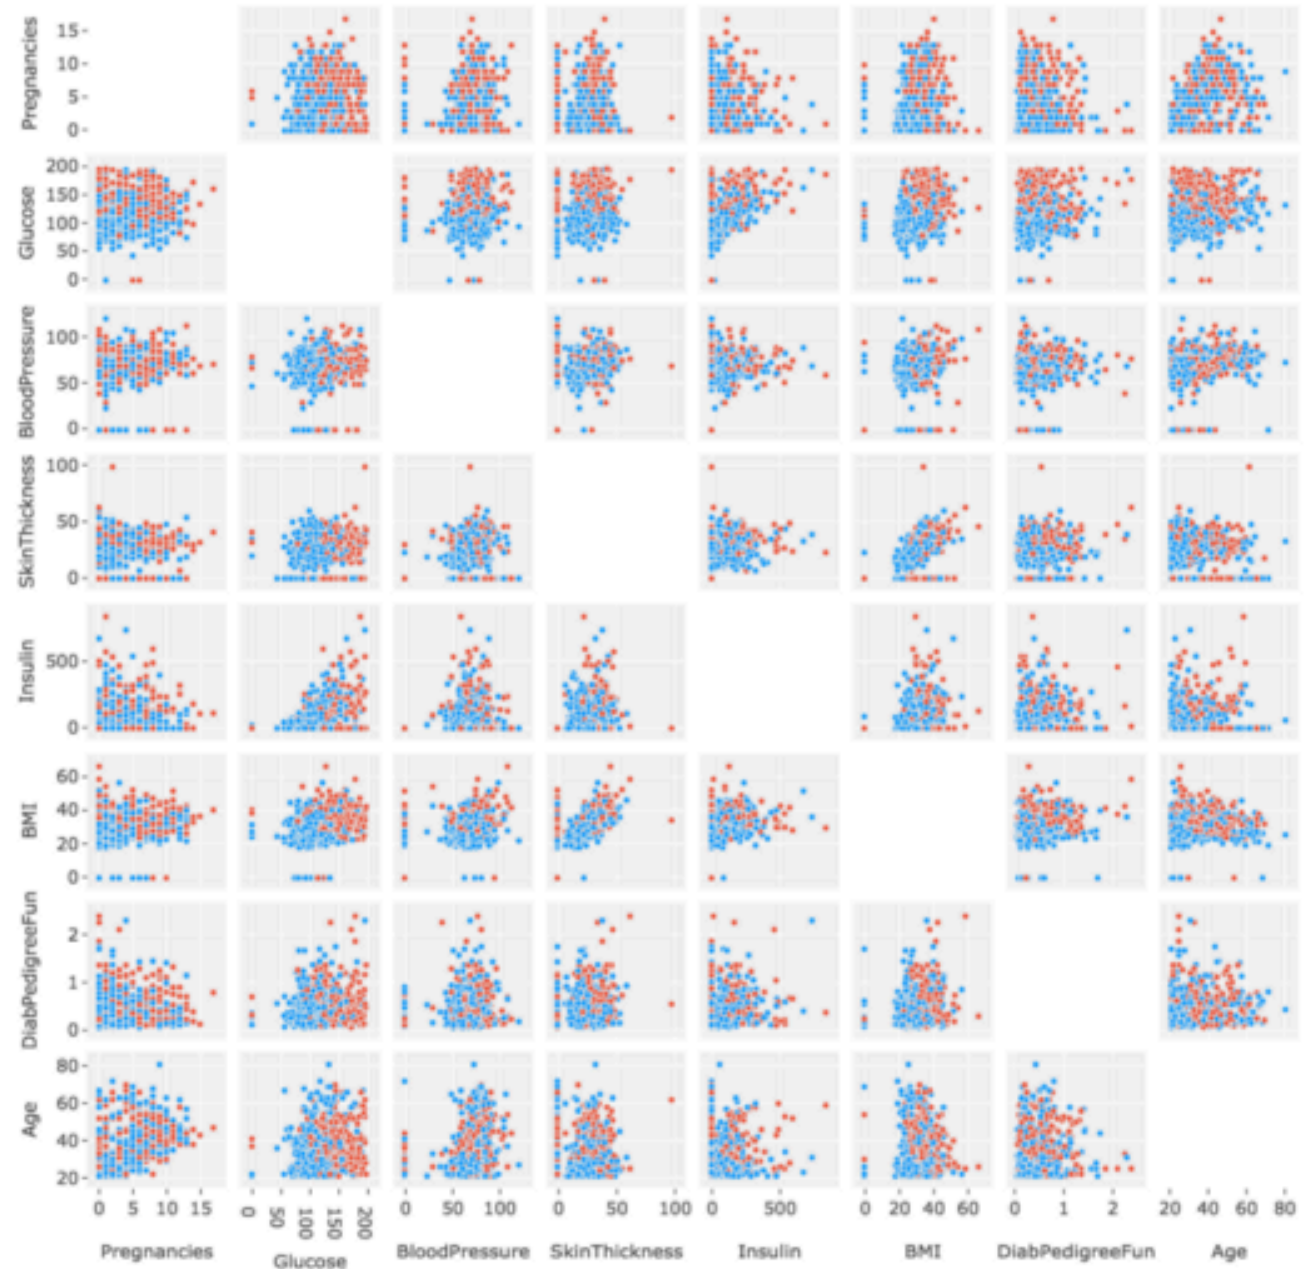 Pregnancies
15
10
5
0
Glucose
200
150
100
50
0
BloodPressure
100
50
0
SkinThickness
100
50
0
Insulin
500
0
BMI
60
40
20
0
DiabPedigreeFun
2
1
0
Age
80
60
40
20
0 5 10 15 0 50 100 150 200 0 50 100 0 50 100 0 500 0 20 40 60 0 1 2 20 40 60 80
Pregnancies Glucose BloodPressure SkinThickness Insulin BMI DiabPedigreeFun Age